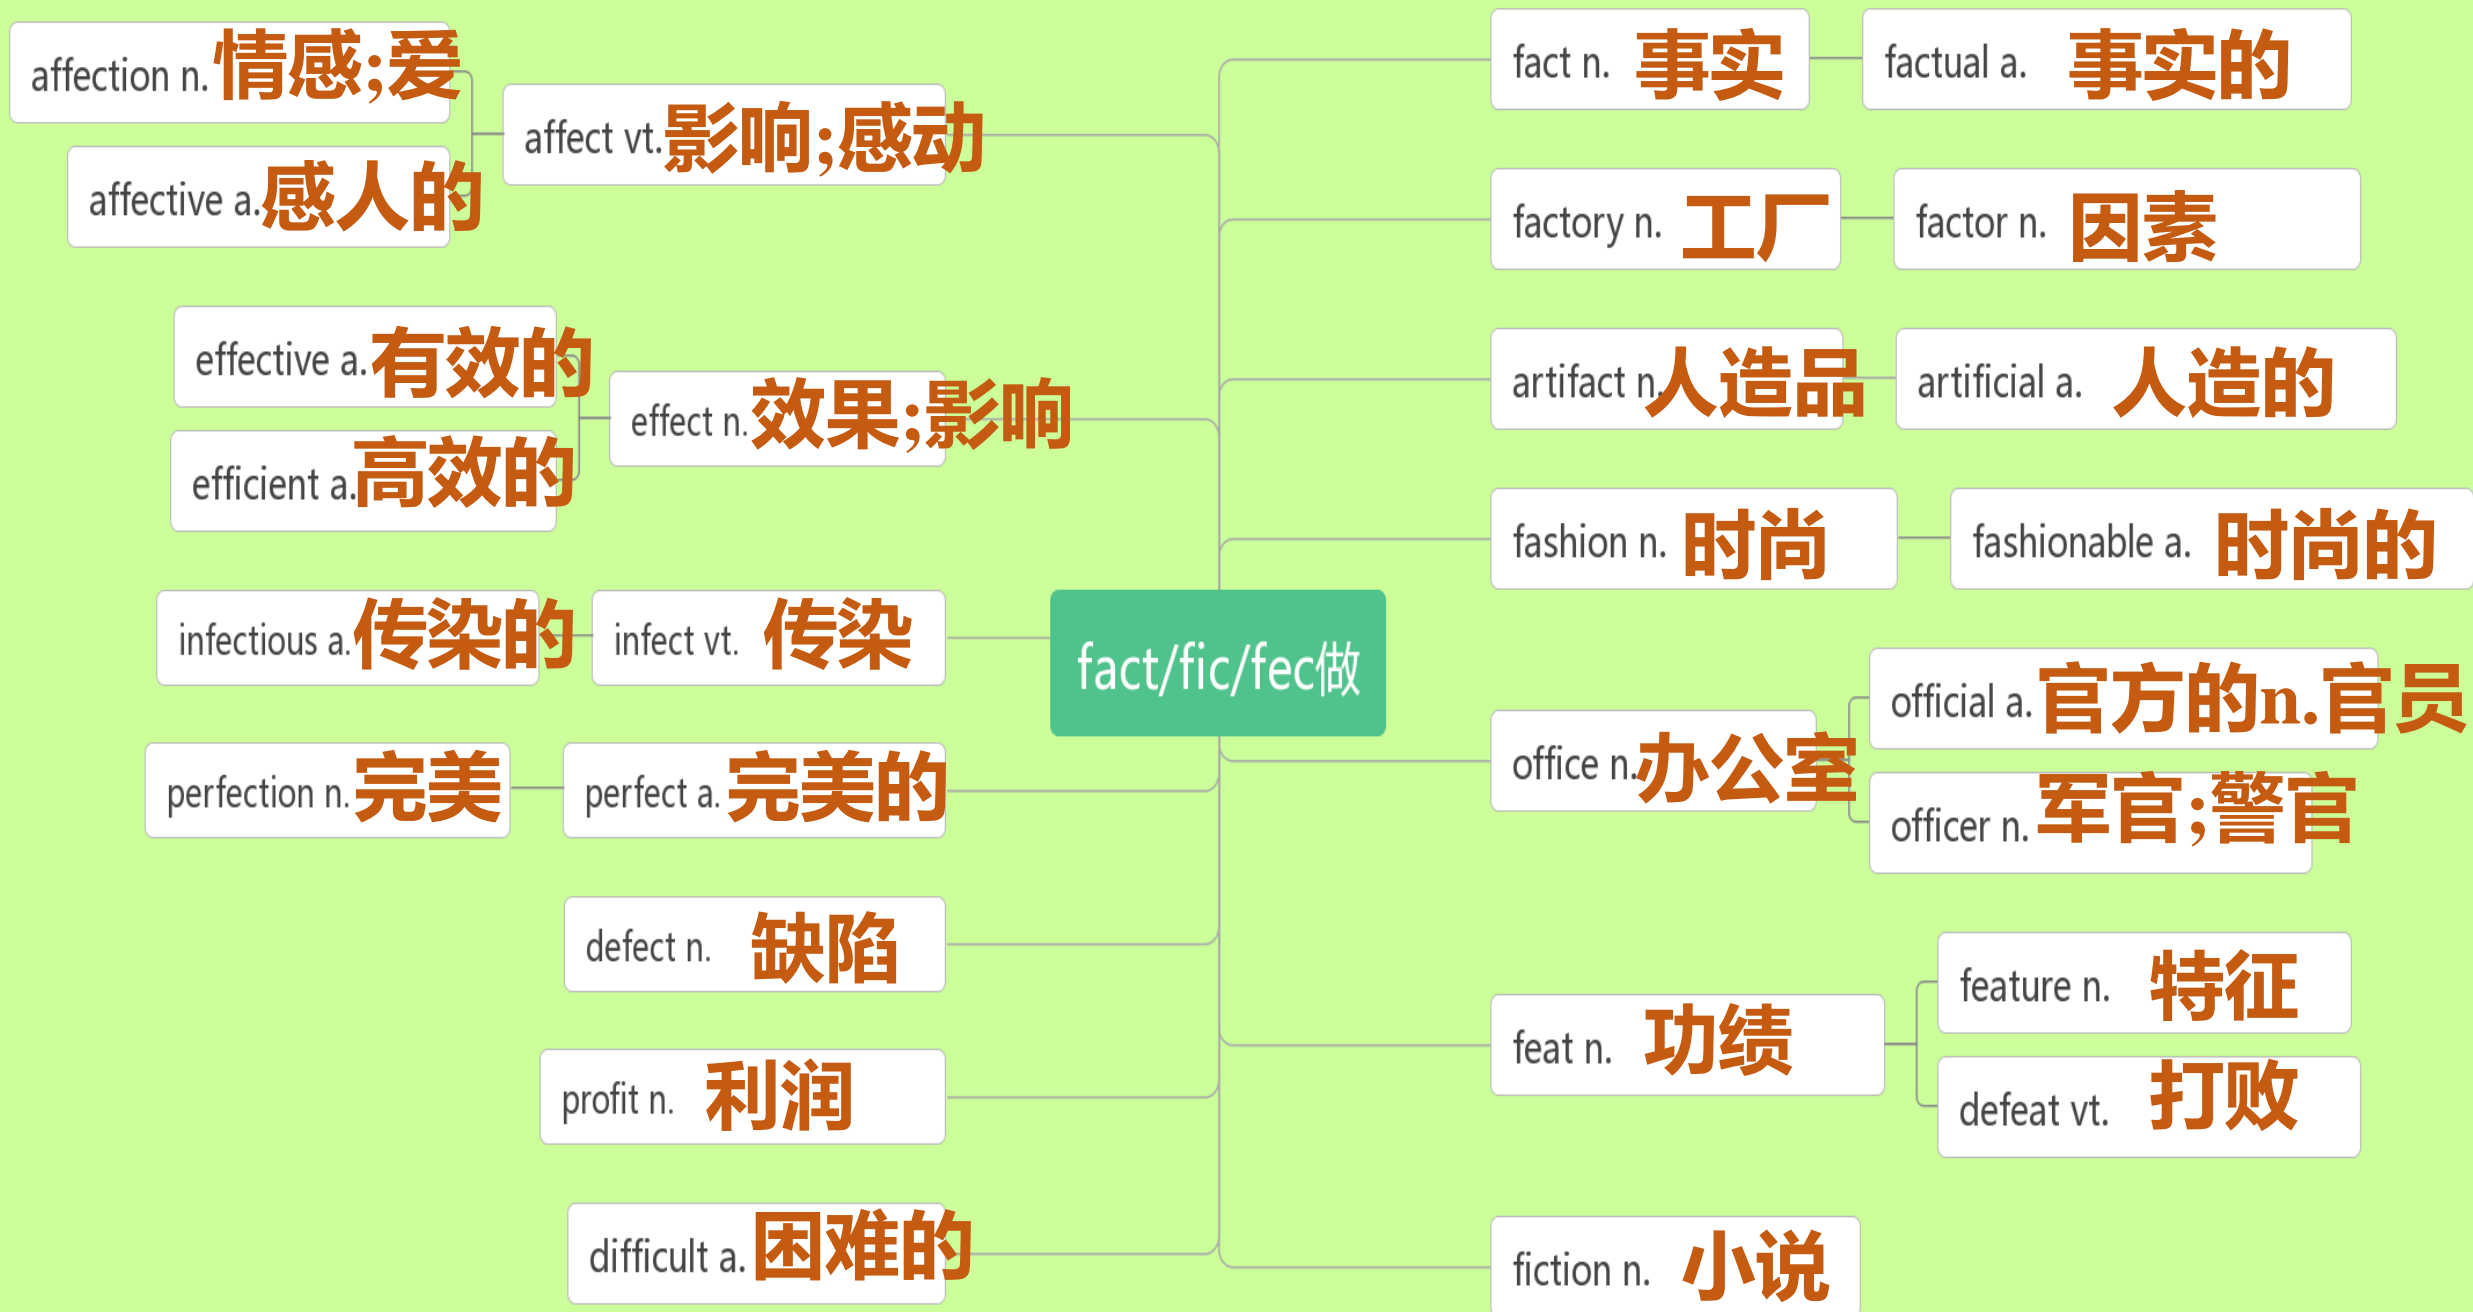 affection n.情感;爱
affective a.感人的
affect vt.影响;感动
effective a.有效的
efficient a.高效的
effect n.效果;影响
infectious a.传染的
infect vt. 传染
perfection n.完美
perfect a.完美的
defect n. 缺陷
profit n. 利润
difficult a.困难的
fact/fic/fec做
fact n. 事实
factual a. 事实的
factory n. 工厂
factor n. 因素
artifact n.人造品
artificial a. 人造的
fashion n. 时尚
fashionable a. 时尚的
office n.办公室
official a.官方的n.官员
officer n.军官;警官
feat n. 功绩
feature n. 特征
defeat vt. 打败
fiction n. 小说